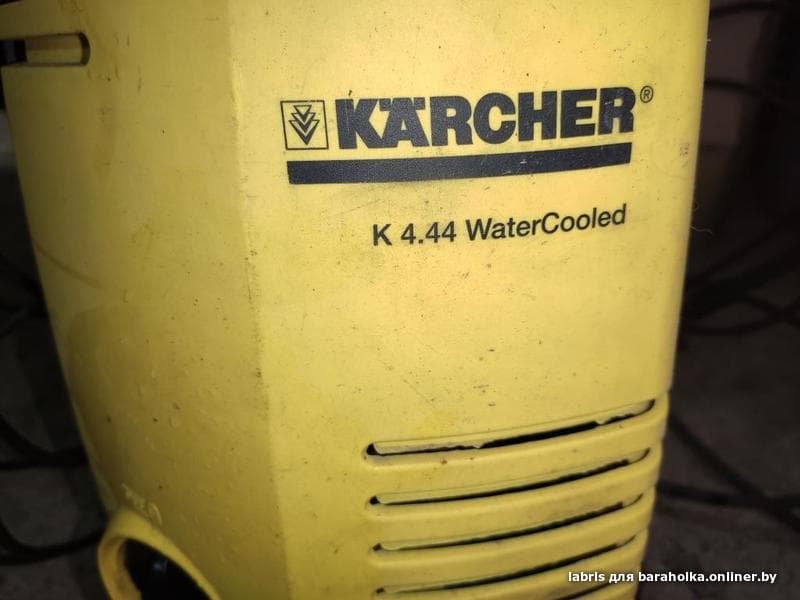 KÄRCHER®
K 4.44 WaterCooled
labris для baraholka.onliner.by